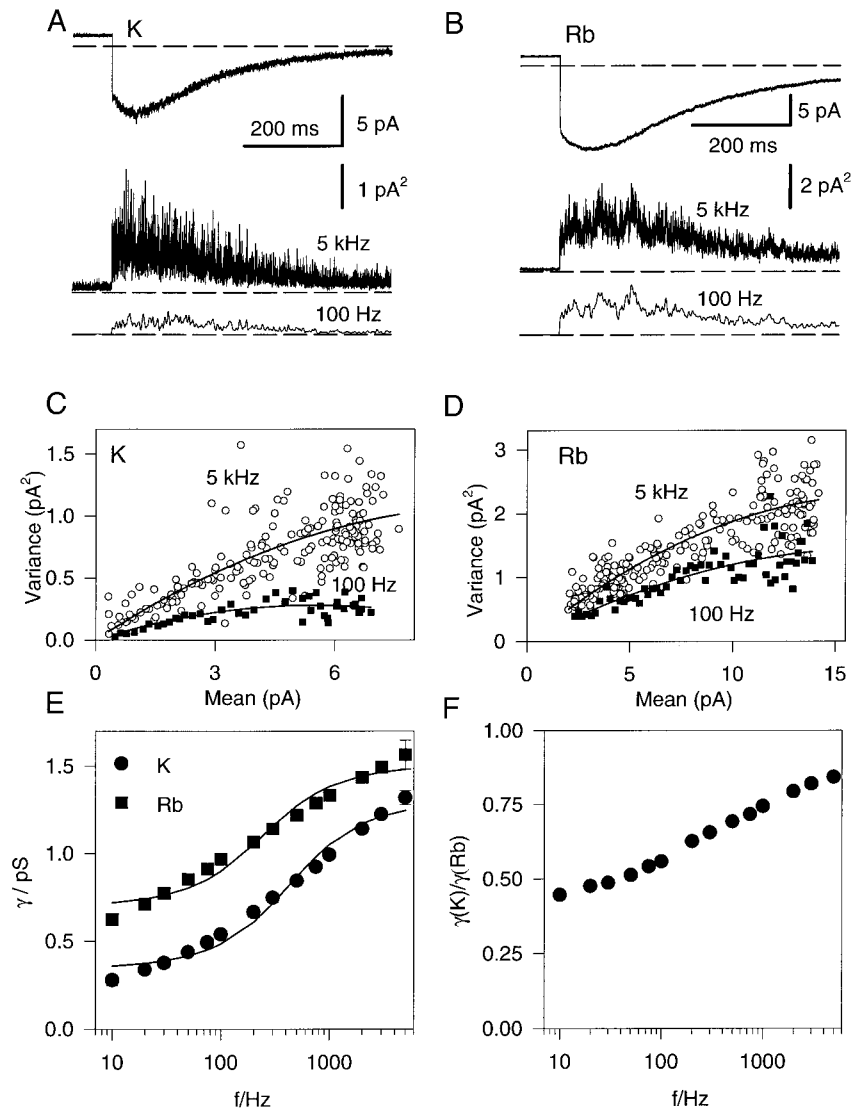 A
K
200 ms
5 pA
1 pA²
5 kHz
100 Hz
B
Rb
200 ms
5 pA
2 pA²
5 kHz
100 Hz
C
K
5 kHz
100 Hz
Variance (pA²)
1.5
1.0
0.5
0.0
0
3
6
Mean (pA)
D
Rb
5 kHz
100 Hz
Variance (pA²)
3
2
1
0
0
5
10
15
Mean (pA)
E
K
Rb
γ / pS
1.5
1.0
0.5
0.0
10
100
1000
f/Hz
F
γ(K)/γ(Rb)
1.00
0.75
0.50
0.25
0.00
10
100
1000
f/Hz